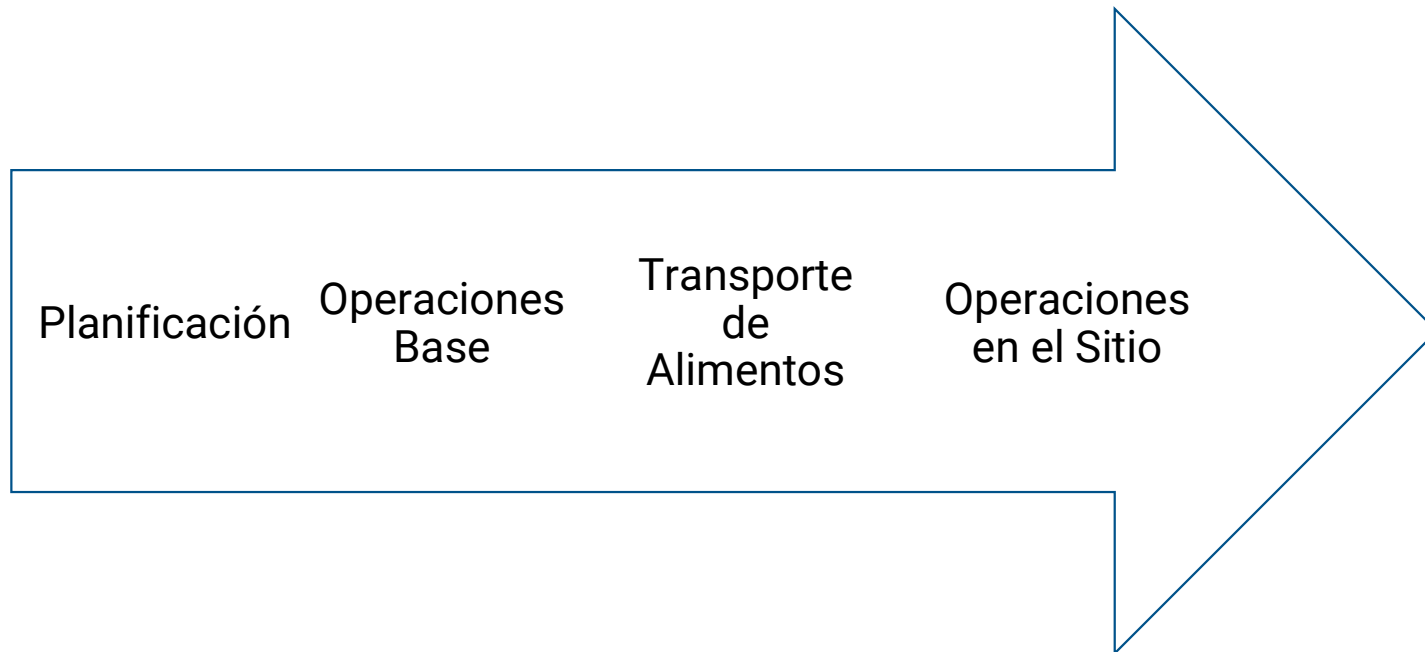 Planificación
Operaciones
Base
Transporte
de
Alimentos
Operaciones
en el Sitio